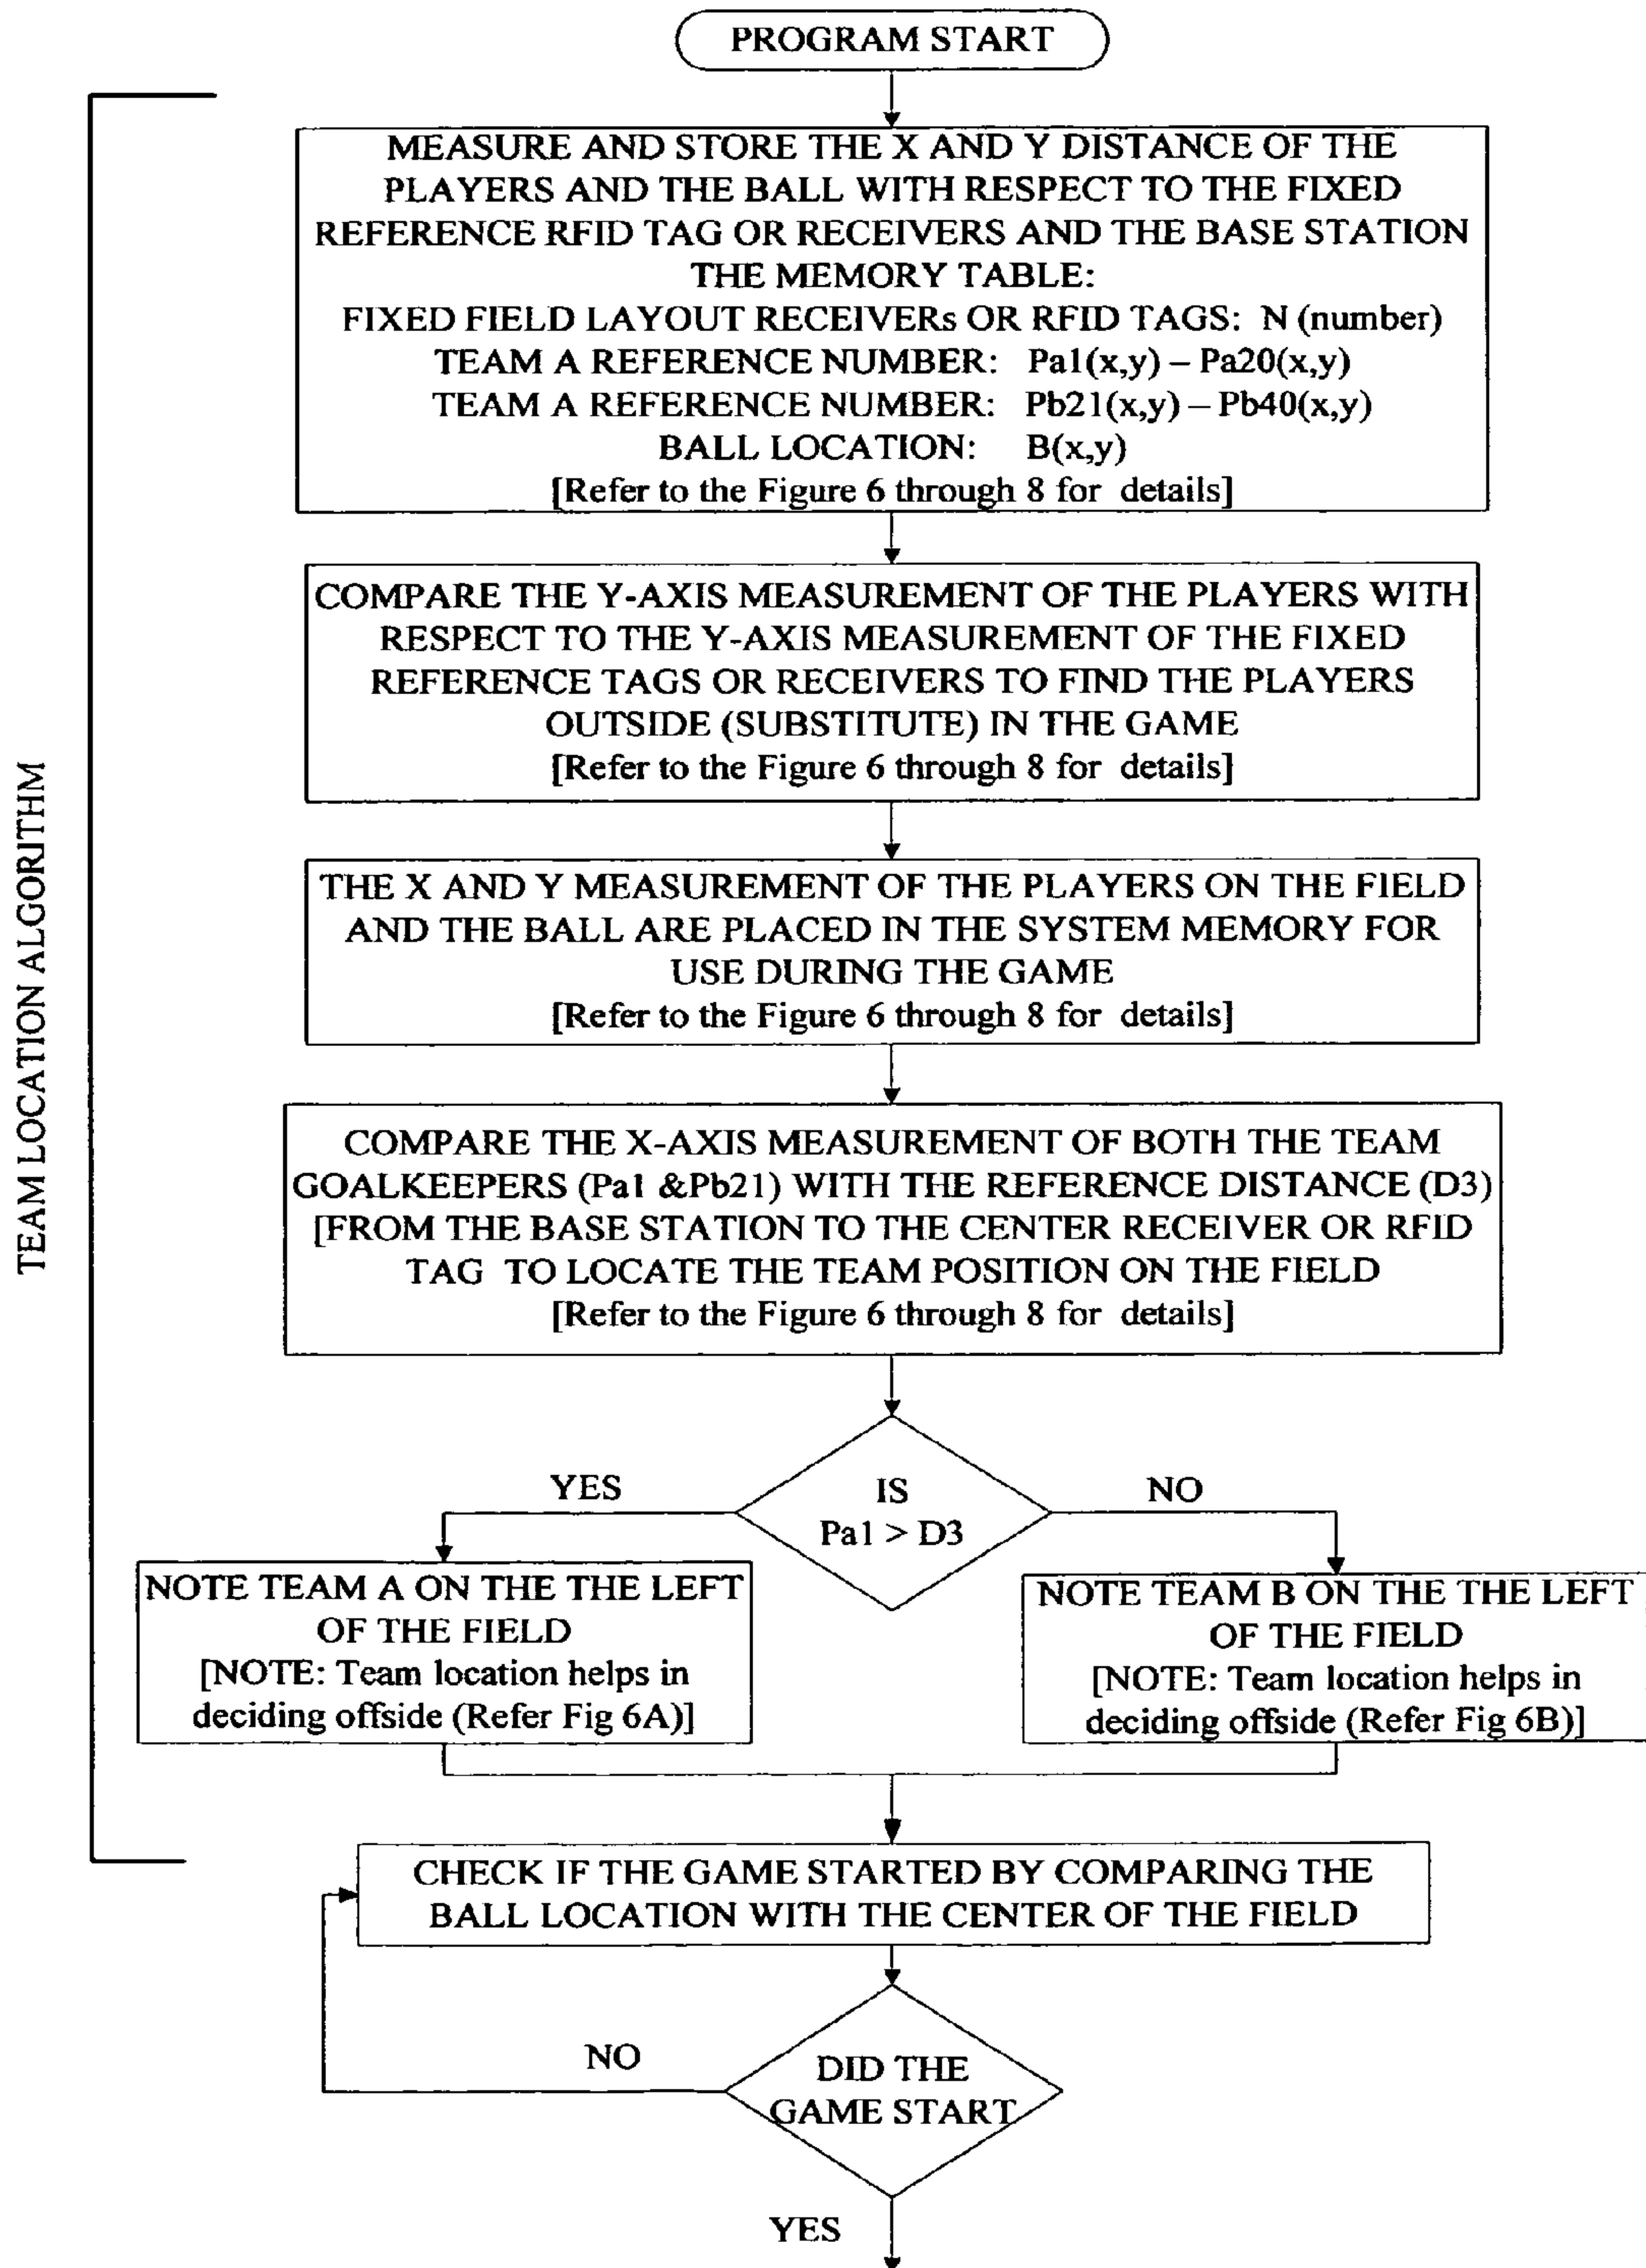 PROGRAM START
MEASURE AND STORE THE X AND Y DISTANCE OF THE
PLAYERS AND THE BALL WITH RESPECT TO THE FIXED
REFERENCE RFID TAG OR RECEIVERS AND THE BASE STATION
THE MEMORY TABLE:
FIXED FIELD LAYOUT RECEIVERs OR RFID TAGS: N (number)
TEAM A REFERENCE NUMBER: Pa1(x,y) – Pa20(x,y)
TEAM A REFERENCE NUMBER: Pb21(x,y) – Pb40(x,y)
BALL LOCATION: B(x,y)
[Refer to the Figure 6 through 8 for details]
COMPARE THE Y-AXIS MEASUREMENT OF THE PLAYERS WITH
RESPECT TO THE Y-AXIS MEASUREMENT OF THE FIXED
REFERENCE TAGS OR RECEIVERS TO FIND THE PLAYERS
OUTSIDE (SUBSTITUTE) IN THE GAME
[Refer to the Figure 6 through 8 for details]
TEAM LOCATION ALGORITHM
THE X AND Y MEASUREMENT OF THE PLAYERS ON THE FIELD
AND THE BALL ARE PLACED IN THE SYSTEM MEMORY FOR
USE DURING THE GAME
[Refer to the Figure 6 through 8 for details]
COMPARE THE X-AXIS MEASUREMENT OF BOTH THE TEAM
GOALKEEPERS (Pa1 &Pb21) WITH THE REFERENCE DISTANCE (D3)
[FROM THE BASE STATION TO THE CENTER RECEIVER OR RFID
TAG TO LOCATE THE TEAM POSITION ON THE FIELD
[Refer to the Figure 6 through 8 for details]
YES
IS
Pa1 > D3
NO
NOTE TEAM A ON THE THE LEFT
OF THE FIELD
[NOTE: Team location helps in
deciding offside (Refer Fig 6A)]
NOTE TEAM B ON THE THE LEFT
OF THE FIELD
[NOTE: Team location helps in
deciding offside (Refer Fig 6B)]
CHECK IF THE GAME STARTED BY COMPARING THE
BALL LOCATION WITH THE CENTER OF THE FIELD
NO
DID THE
GAME START
YES